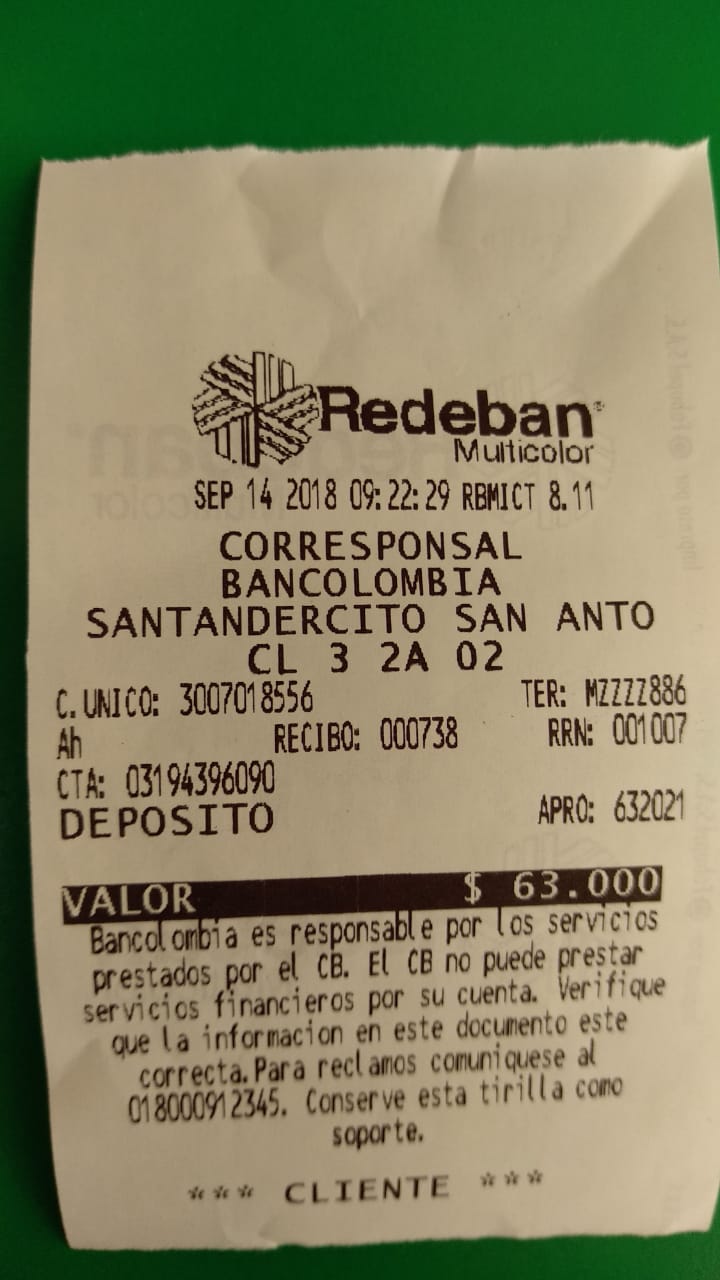 Redeban®
Multicolor
SEP 14 2018 09:22:29 RBMICT 8.11
CORRESPONSAL
BANCOLOMBIA
SANTANDERCITO SAN ANTO
CL 3 2A 02
C.UNICO: 3007018556 TER: MZZZZ886
Ah RECIBO: 000738 RRN: 001007
CTA: 03194396090
DEPOSITO APRO: 632021
VALOR $ 63.000
Bancolombia es responsable por los servicios
prestados por el CB. El CB no puede prestar
servicios financieros por su cuenta. Verifique
que la informacion en este documento este
correcta.Para reclamos comuniquese al
018000912345. Conserve esta tirilla como
soporte.
*** CLIENTE ***